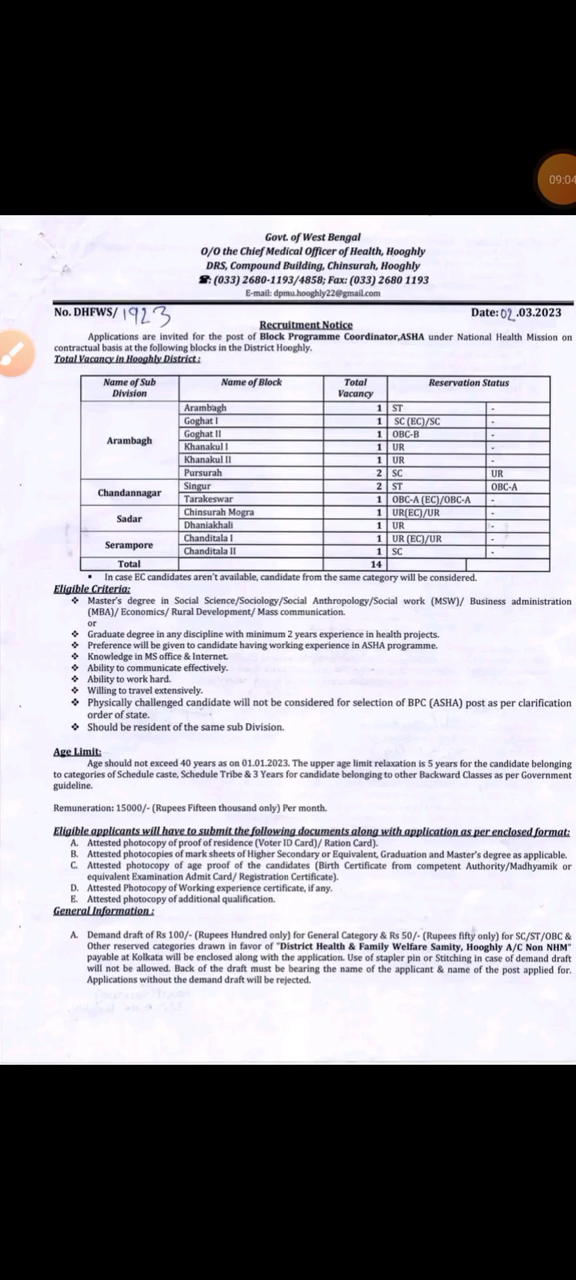 09:04
Govt. of West Bengal
O/O the Chief Medical Officer of Health, Hooghly
DRS, Compound Building, Chinsurah, Hooghly
☎: (033) 2680-1193/4858; Fax: (033) 2680 1193
E-mail: dpmu.hooghly22@gmail.com
No. DHFWS/ 1923 Date: 02.03.2023
Recruitment Notice
Applications are invited for the post of Block Programme Coordinator,ASHA under National Health Mission on
contractual basis at the following blocks in the District Hooghly.
Total Vacancy in Hooghly District:
Name of Sub Division Name of Block Total Vacancy Reservation Status
Arambagh Arambagh 1 ST -
Goghat I 1 SC (EC)/SC -
Goghat II 1 OBC-B -
Khanakul I 1 UR -
Khanakul II 1 UR -
Pursurah 2 SC UR
Chandannagar Singur 2 ST OBC-A
Tarakeswar 1 OBC-A (EC)/OBC-A -
Sadar Chinsurah Mogra 1 UR(EC)/UR -
Dhaniakhali 1 UR -
Serampore Chanditala I 1 UR (EC)/UR -
Chanditala II 1 SC -
Total 14
▪ In case EC candidates aren't available, candidate from the same category will be considered.
Eligible Criteria:
❖ Master's degree in Social Science/Sociology/Social Anthropology/Social work (MSW)/ Business administration
(MBA)/ Economics/ Rural Development/ Mass communication.
or
❖ Graduate degree in any discipline with minimum 2 years experience in health projects.
❖ Preference will be given to candidate having working experience in ASHA programme.
❖ Knowledge in MS office & Internet.
❖ Ability to communicate effectively.
❖ Ability to work hard.
❖ Willing to travel extensively.
❖ Physically challenged candidate will not be considered for selection of BPC (ASHA) post as per clarification
order of state.
❖ Should be resident of the same sub Division.
Age Limit:
Age should not exceed 40 years as on 01.01.2023. The upper age limit relaxation is 5 years for the candidate belonging
to categories of Schedule caste, Schedule Tribe & 3 Years for candidate belonging to other Backward Classes as per Government
guideline.
Remuneration: 15000/- (Rupees Fifteen thousand only) Per month.
Eligible applicants will have to submit the following documents along with application as per enclosed format:
A. Attested photocopy of proof of residence (Voter ID Card)/ Ration Card).
B. Attested photocopies of mark sheets of Higher Secondary or Equivalent, Graduation and Master's degree as applicable.
C. Attested photocopy of age proof of the candidates (Birth Certificate from competent Authority/Madhyamik or
equivalent Examination Admit Card/ Registration Certificate).
D. Attested Photocopy of Working experience certificate, if any.
E. Attested photocopy of additional qualification.
General Information :
A. Demand draft of Rs 100/- (Rupees Hundred only) for General Category & Rs 50/- (Rupees fifty only) for SC/ST/OBC &
Other reserved categories drawn in favor of "District Health & Family Welfare Samity, Hooghly A/C Non NHM"
payable at Kolkata will be enclosed along with the application. Use of stapler pin or Stitching in case of demand draft
will not be allowed. Back of the draft must be bearing the name of the applicant & name of the post applied for.
Applications without the demand draft will be rejected.